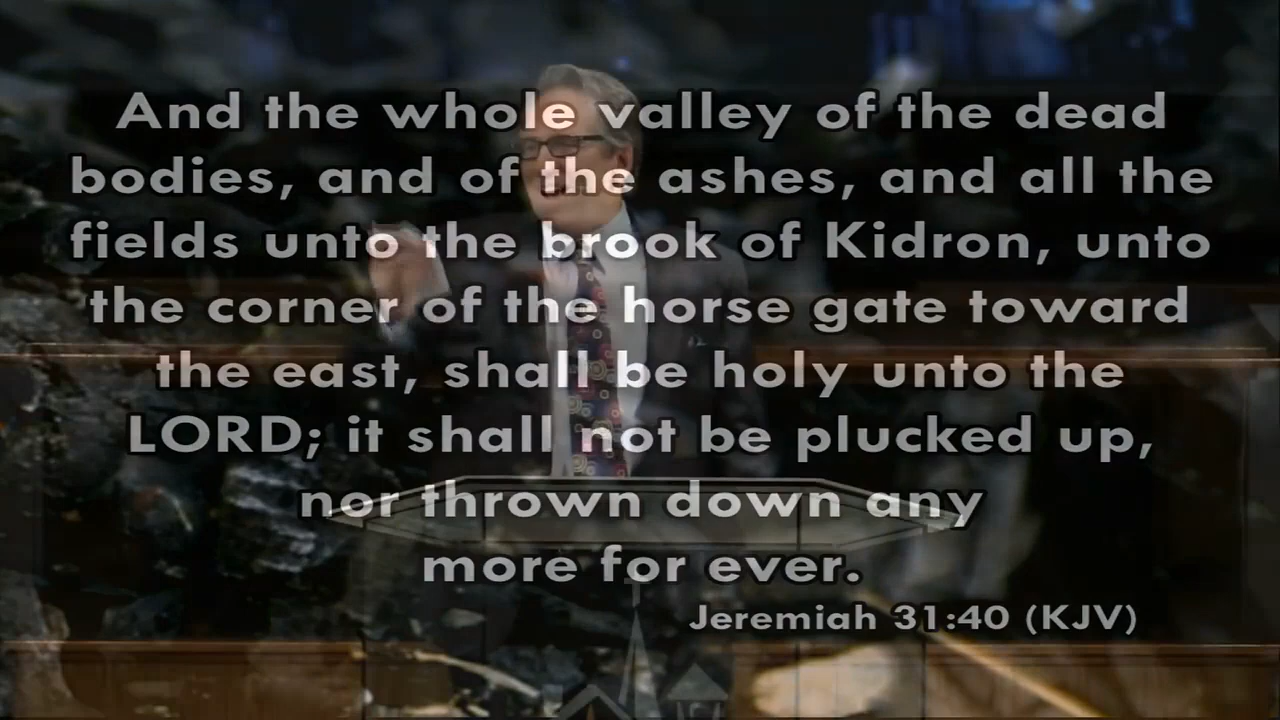 And the whole valley of the dead
bodies, and of the ashes, and all the
fields unto the brook of Kidron, unto
the corner of the horse gate toward
the east, shall be holy unto the
LORD; it shall not be plucked up,
nor thrown down any
more for ever.
Jeremiah 31:40 (KJV)